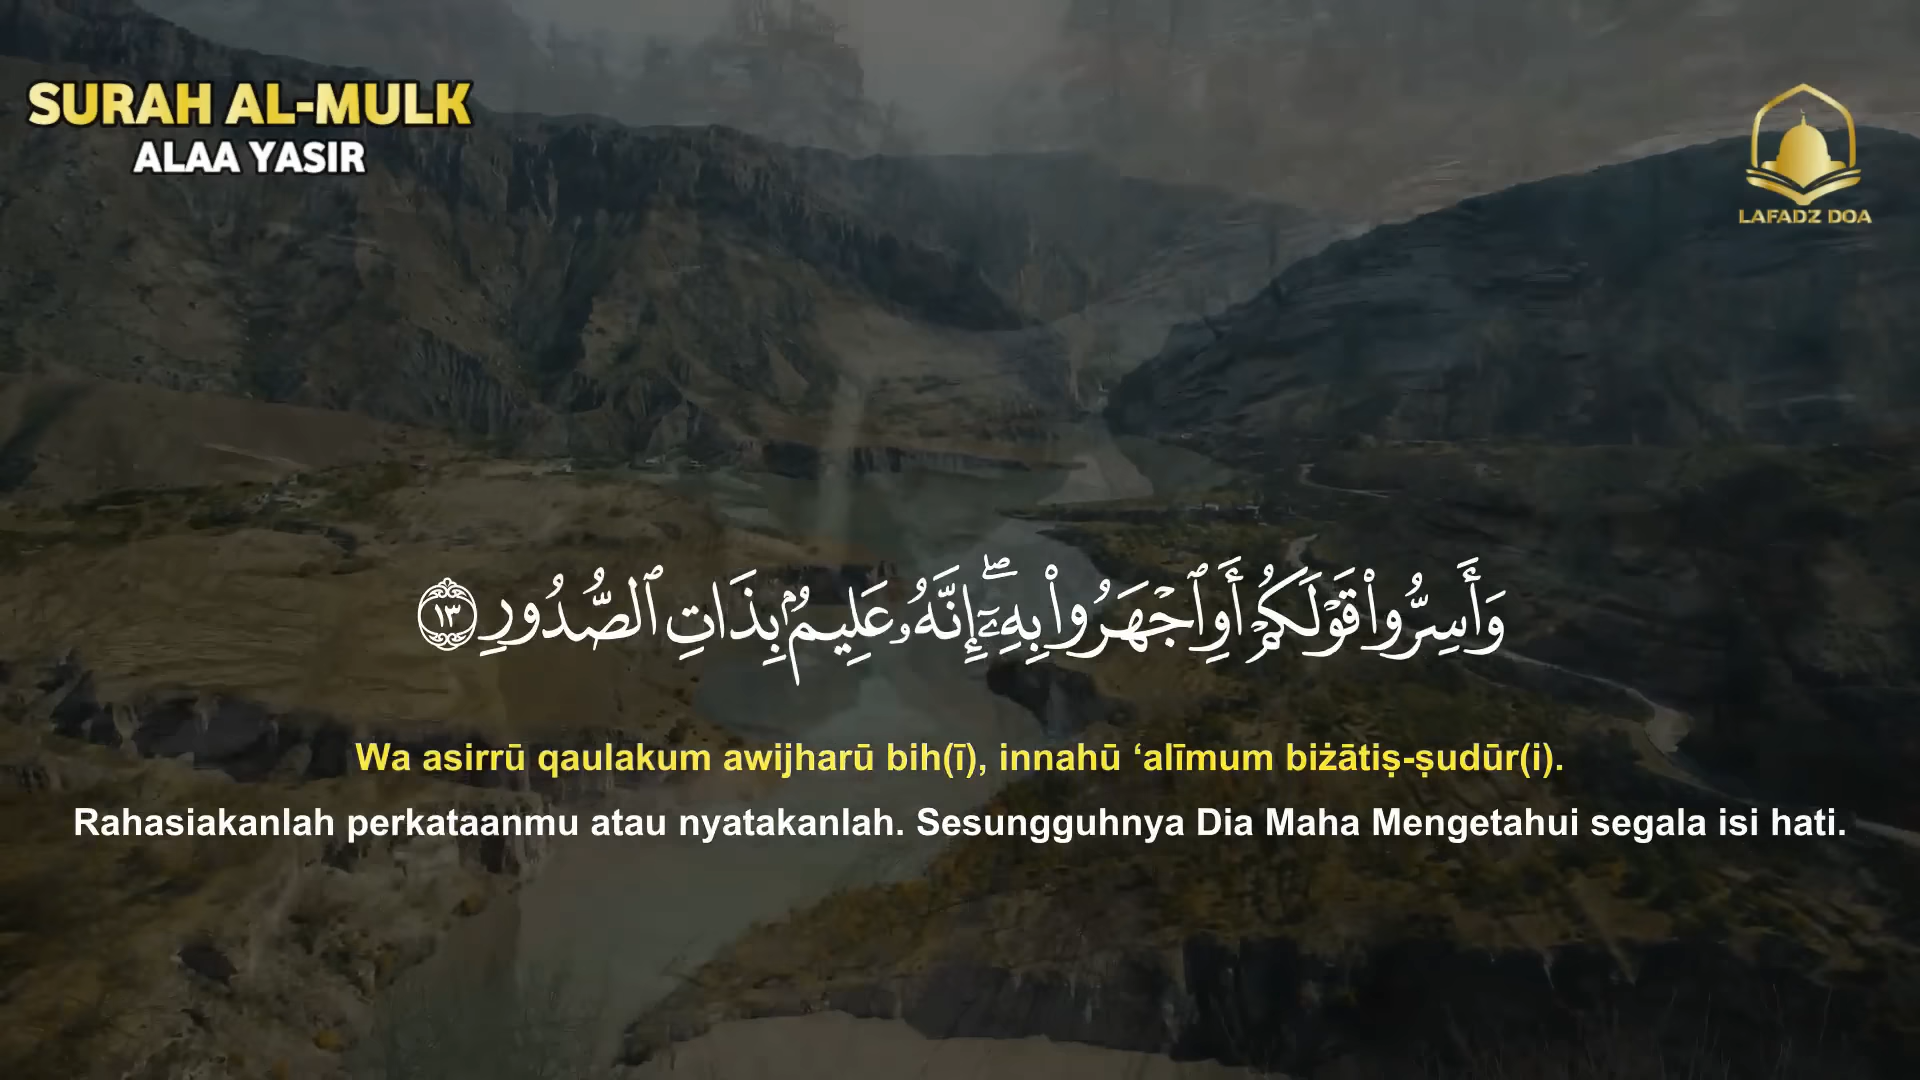 SURAH AL-MULK
ALAA YASIR
LAFADZ DOA
وَأَسِرُّوا۟ قَوْلَكُمْ أَوِ ٱجْهَرُوا۟ بِهِۦٓ ۖ إِنَّهُۥ عَلِيمٌۢ بِذَاتِ ٱلصُّدُورِ ١٣
Wa asirrū qaulakum awijharū bih(ī), innahū ‘alīmum biżātiṣ-ṣudūr(i).
Rahasiakanlah perkataanmu atau nyatakanlah. Sesungguhnya Dia Maha Mengetahui segala isi hati.